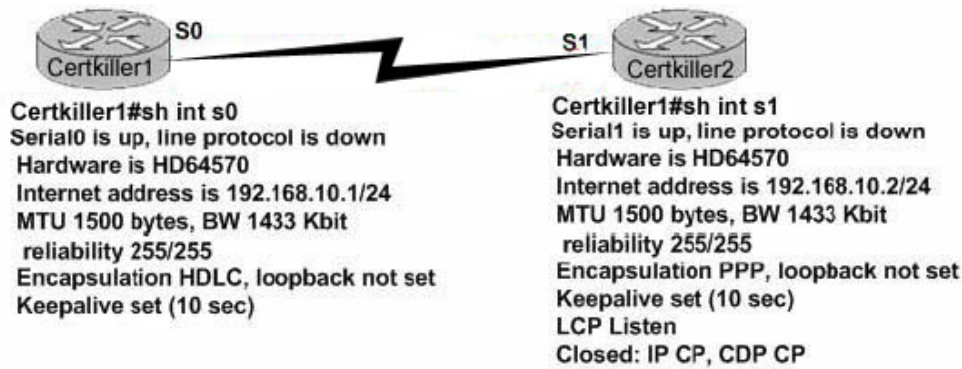 S0
S1
Certkiller1
Certkiller2
Certkiller1#sh int s0
Serial0 is up, line protocol is down
Hardware is HD64570
Internet address is 192.168.10.1/24
MTU 1500 bytes, BW 1433 Kbit
reliability 255/255
Encapsulation HDLC, loopback not set
Keepalive set (10 sec)
Certkiller1#sh int s1
Serial1 is up, line protocol is down
Hardware is HD64570
Internet address is 192.168.10.2/24
MTU 1500 bytes, BW 1433 Kbit
reliability 255/255
Encapsulation PPP, loopback not set
Keepalive set (10 sec)
LCP Listen
Closed: IP CP, CDP CP